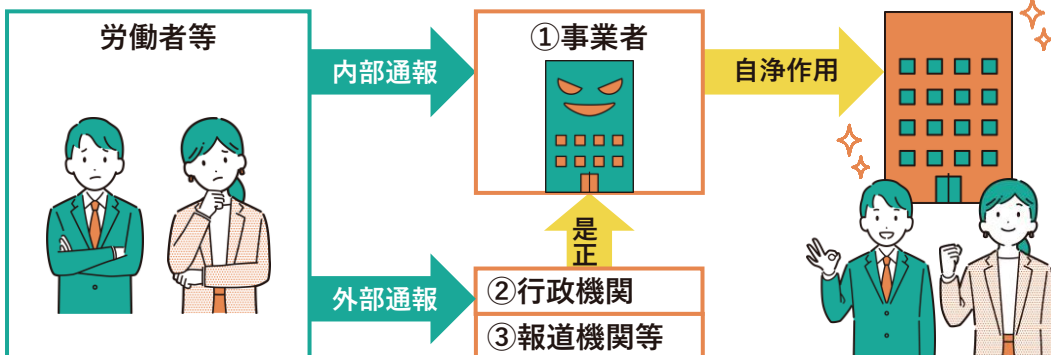 労働者等
内部通報
①事業者
自浄作用
是正
外部通報
②行政機関
③報道機関等